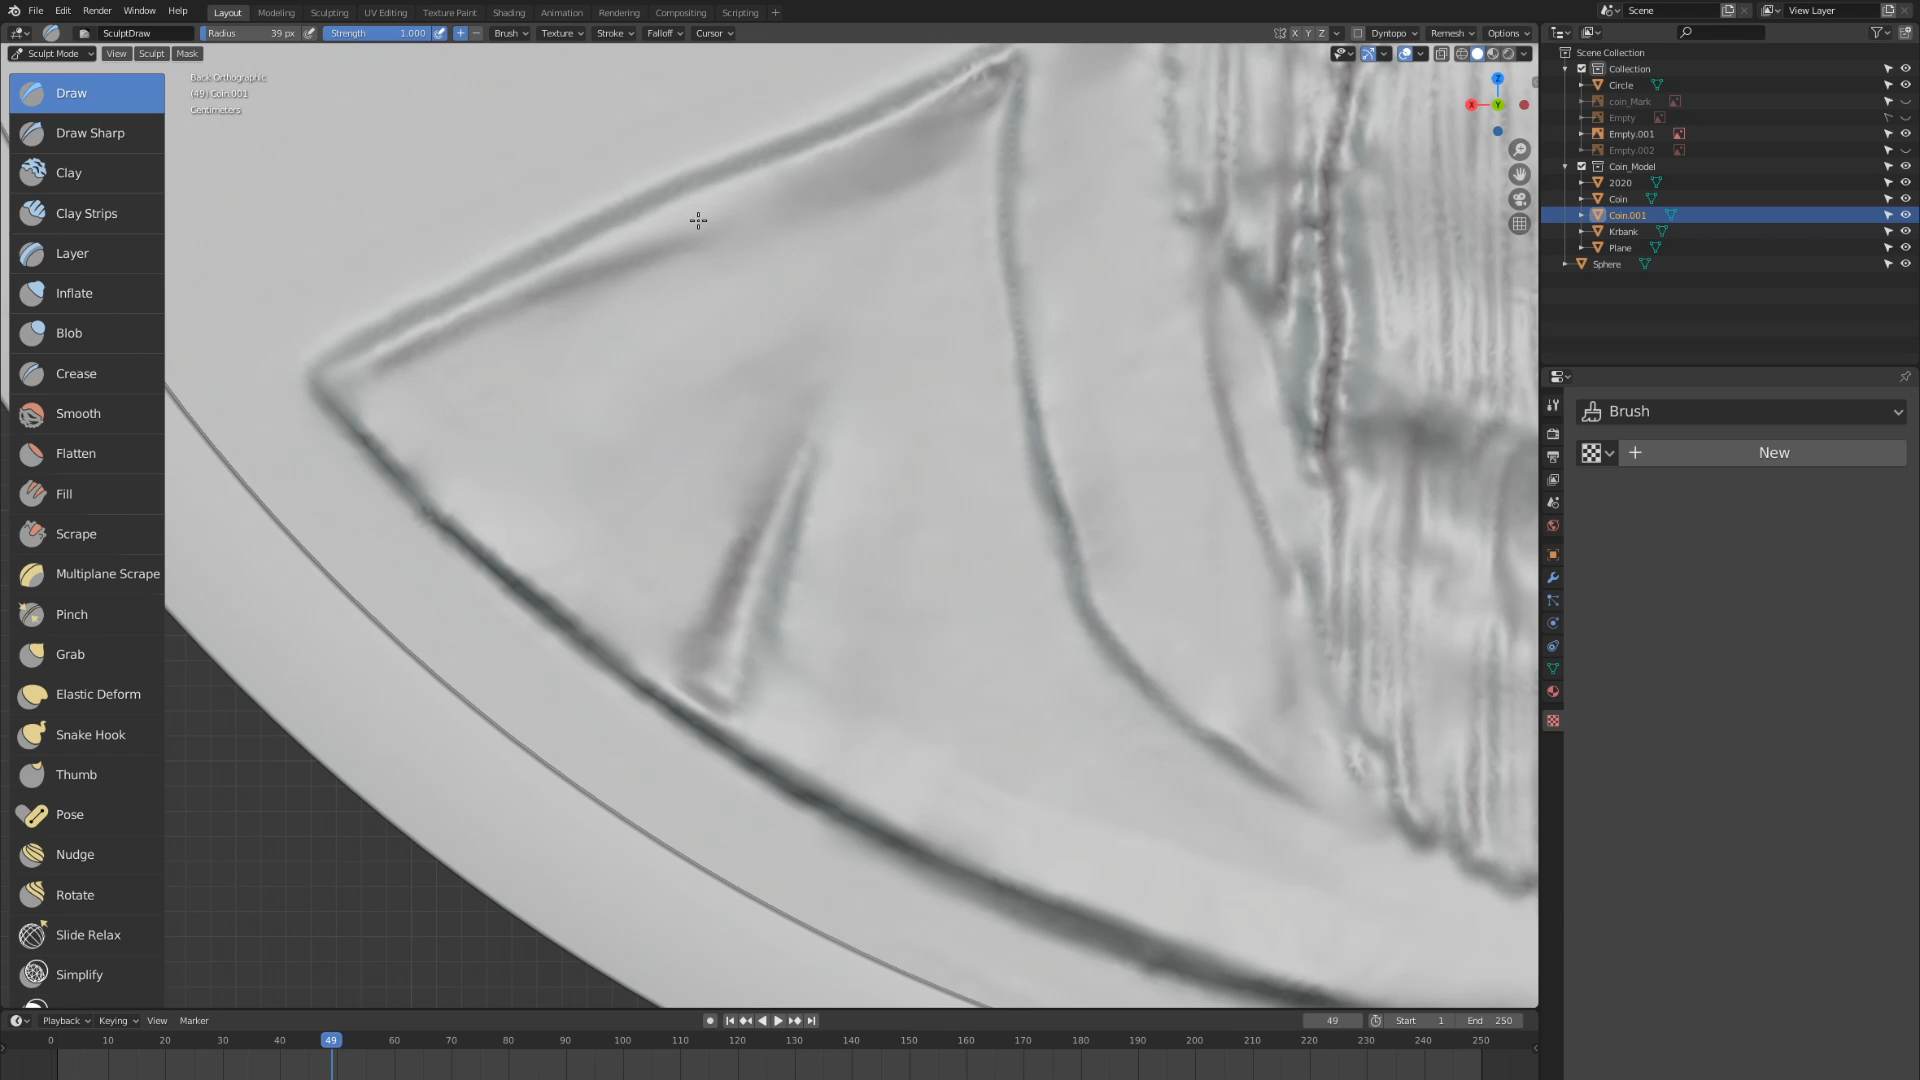 File Edit Render Window Help Layout Modeling Sculpting UV Editing Texture Paint Shading Animation Rendering Compositing Scripting + Scene View Layer
SculptDraw Radius 39 px Strength 1.000 + − Brush Texture Stroke Falloff Cursor X Y Z Dyntopo Remesh Options
Sculpt Mode View Sculpt Mask
Back Orthographic
(49) Coin.001
Centimeters
Draw
Draw Sharp
Clay
Clay Strips
Layer
Inflate
Blob
Crease
Smooth
Flatten
Fill
Scrape
Multiplane Scrape
Pinch
Grab
Elastic Deform
Snake Hook
Thumb
Pose
Nudge
Rotate
Slide Relax
Simplify
Z
X Y
Scene Collection
Collection
Circle
coin_Mark
Empty
Empty.001
Empty.002
Coin_Model
2020
Coin
Coin.001
Krbank
Plane
Sphere
Brush
+ New
Playback Keying View Marker 49 Start 1 End 250
0 10 20 30 40 49 60 70 80 90 100 110 120 130 140 150 160 170 180 190 200 210 220 230 240 250